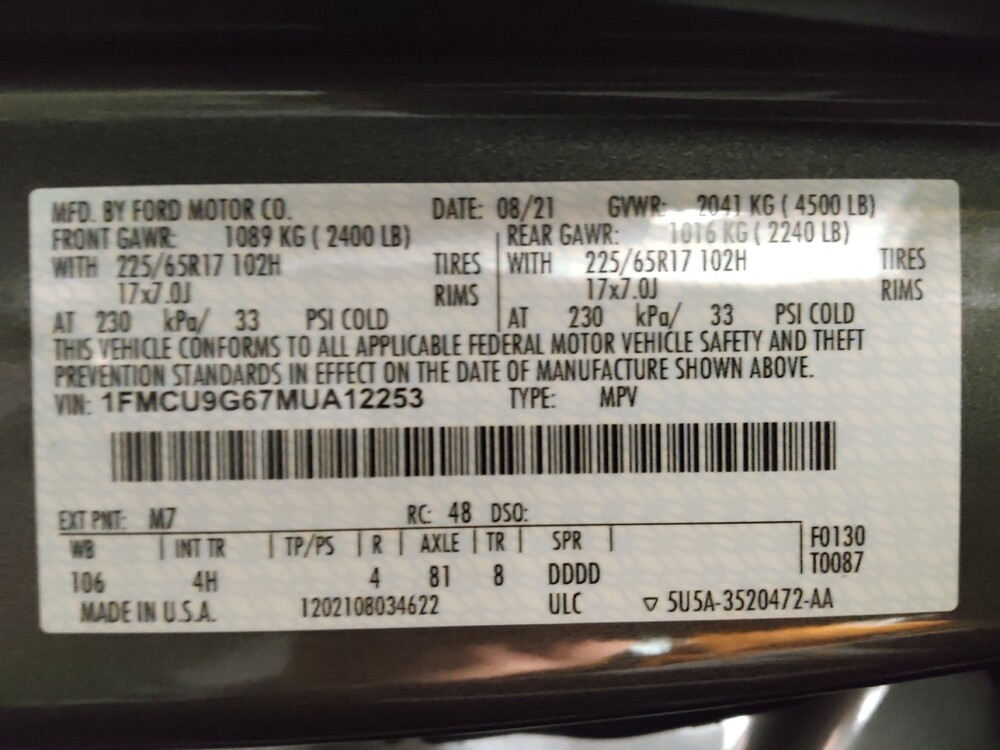 MFD. BY FORD MOTOR CO. DATE: 08/21 GVWR: 2041 KG ( 4500 LB)
FRONT GAWR: 1089 KG ( 2400 LB) REAR GAWR: 1016 KG ( 2240 LB)
WITH 225/65R17 102H TIRES WITH 225/65R17 102H TIRES
17x7.0J RIMS 17x7.0J RIMS
AT 230 kPa/ 33 PSI COLD AT 230 kPa/ 33 PSI COLD
THIS VEHICLE CONFORMS TO ALL APPLICABLE FEDERAL MOTOR VEHICLE SAFETY AND THEFT
PREVENTION STANDARDS IN EFFECT ON THE DATE OF MANUFACTURE SHOWN ABOVE.
VIN: 1FMCU9G67MUA12253 TYPE: MPV
EXT PNT: M7 RC: 48 DSO:
WB | INT TR | TP/PS | R | AXLE | TR | SPR | F0130
T0087
106 4H 4 81 8 DDDD
MADE IN U.S.A. 1202108034622 ULC ▽ 5U5A-3520472-AA